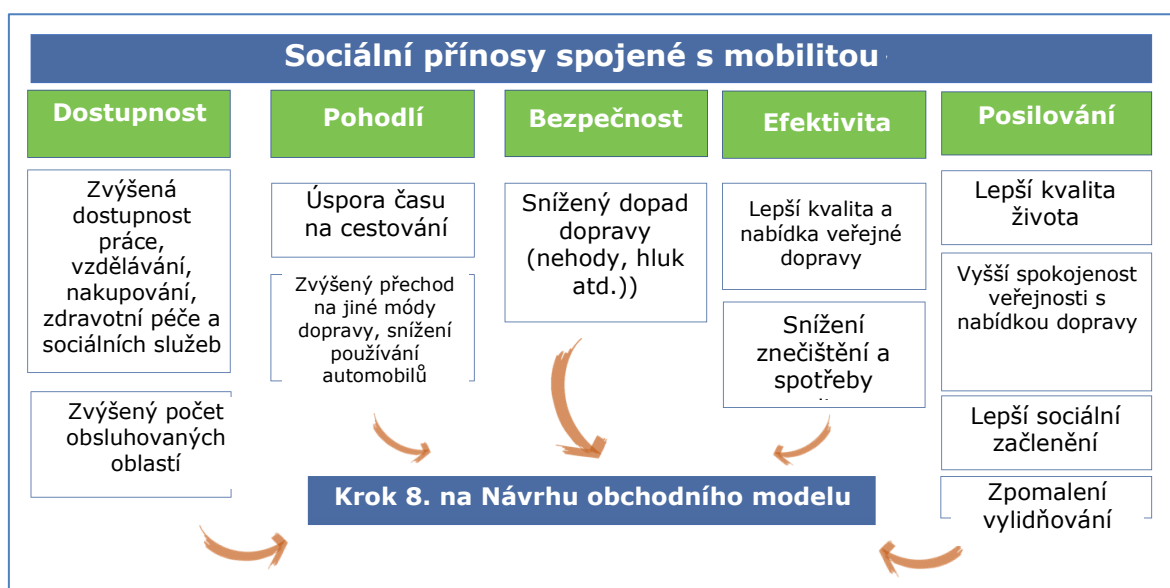 Sociální přínosy spojené s mobilitou
Dostupnost
Zvýšená
dostupnost
práce,
vzdělávání,
nakupování,
zdravotní péče a
sociálních služeb
Zvýšený počet
obsluhovaných
oblastí
Pohodlí
Úspora času
na cestování
Zvýšený přechod
na jiné módy
dopravy, snížení
používání
automobilů
Bezpečnost
Snížený dopad
dopravy
(nehody, hluk
atd.))
Efektivita
Lepší kvalita a
nabídka veřejné
dopravy
Snížení
znečištění a
spotřeby
Posilování
Lepší kvalita
života
Vyšší spokojenost
veřejnosti s
nabídkou dopravy
Lepší sociální
začlenění
Zpomalení
vylidňování
Krok 8. na Návrhu obchodního modelu